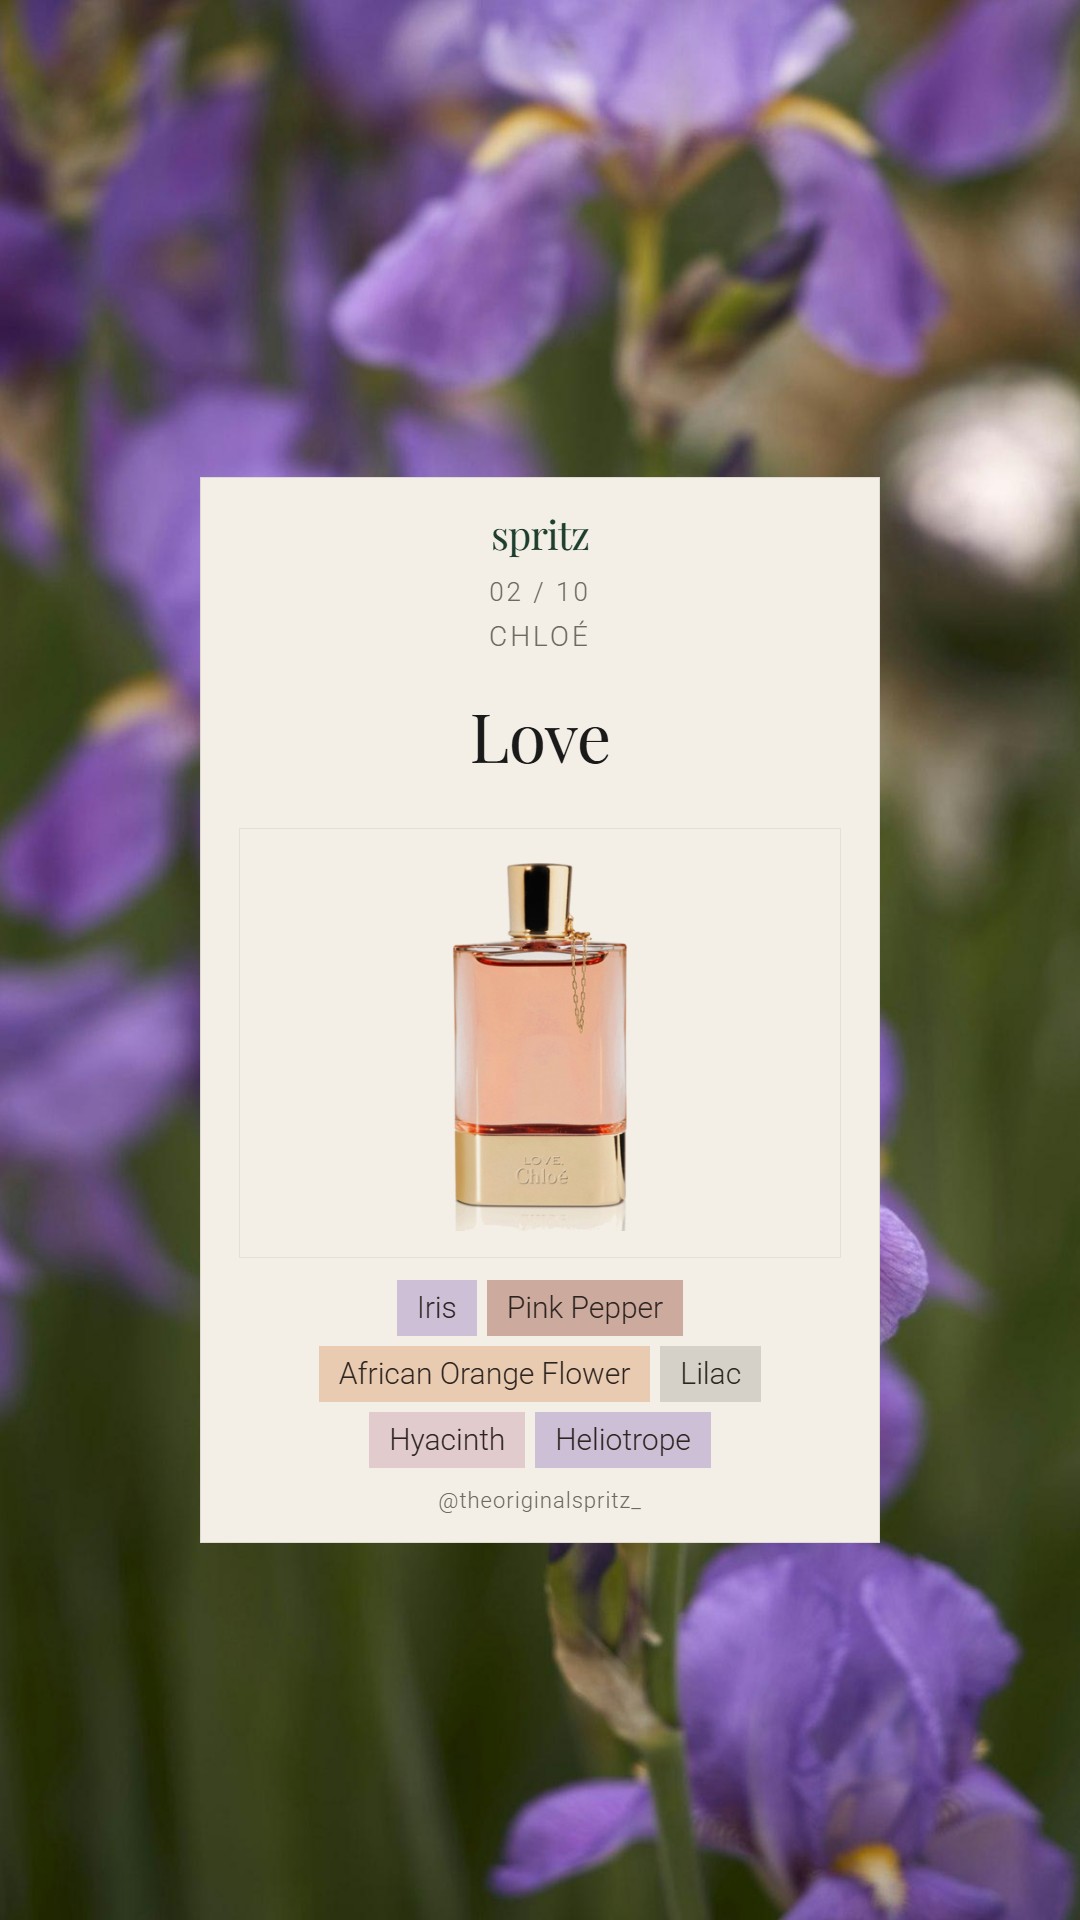 spritz
02 / 10
CHLOÉ
Love
LOVE,
Chloé
Iris Pink Pepper
African Orange Flower Lilac
Hyacinth Heliotrope
@theoriginalspritz_